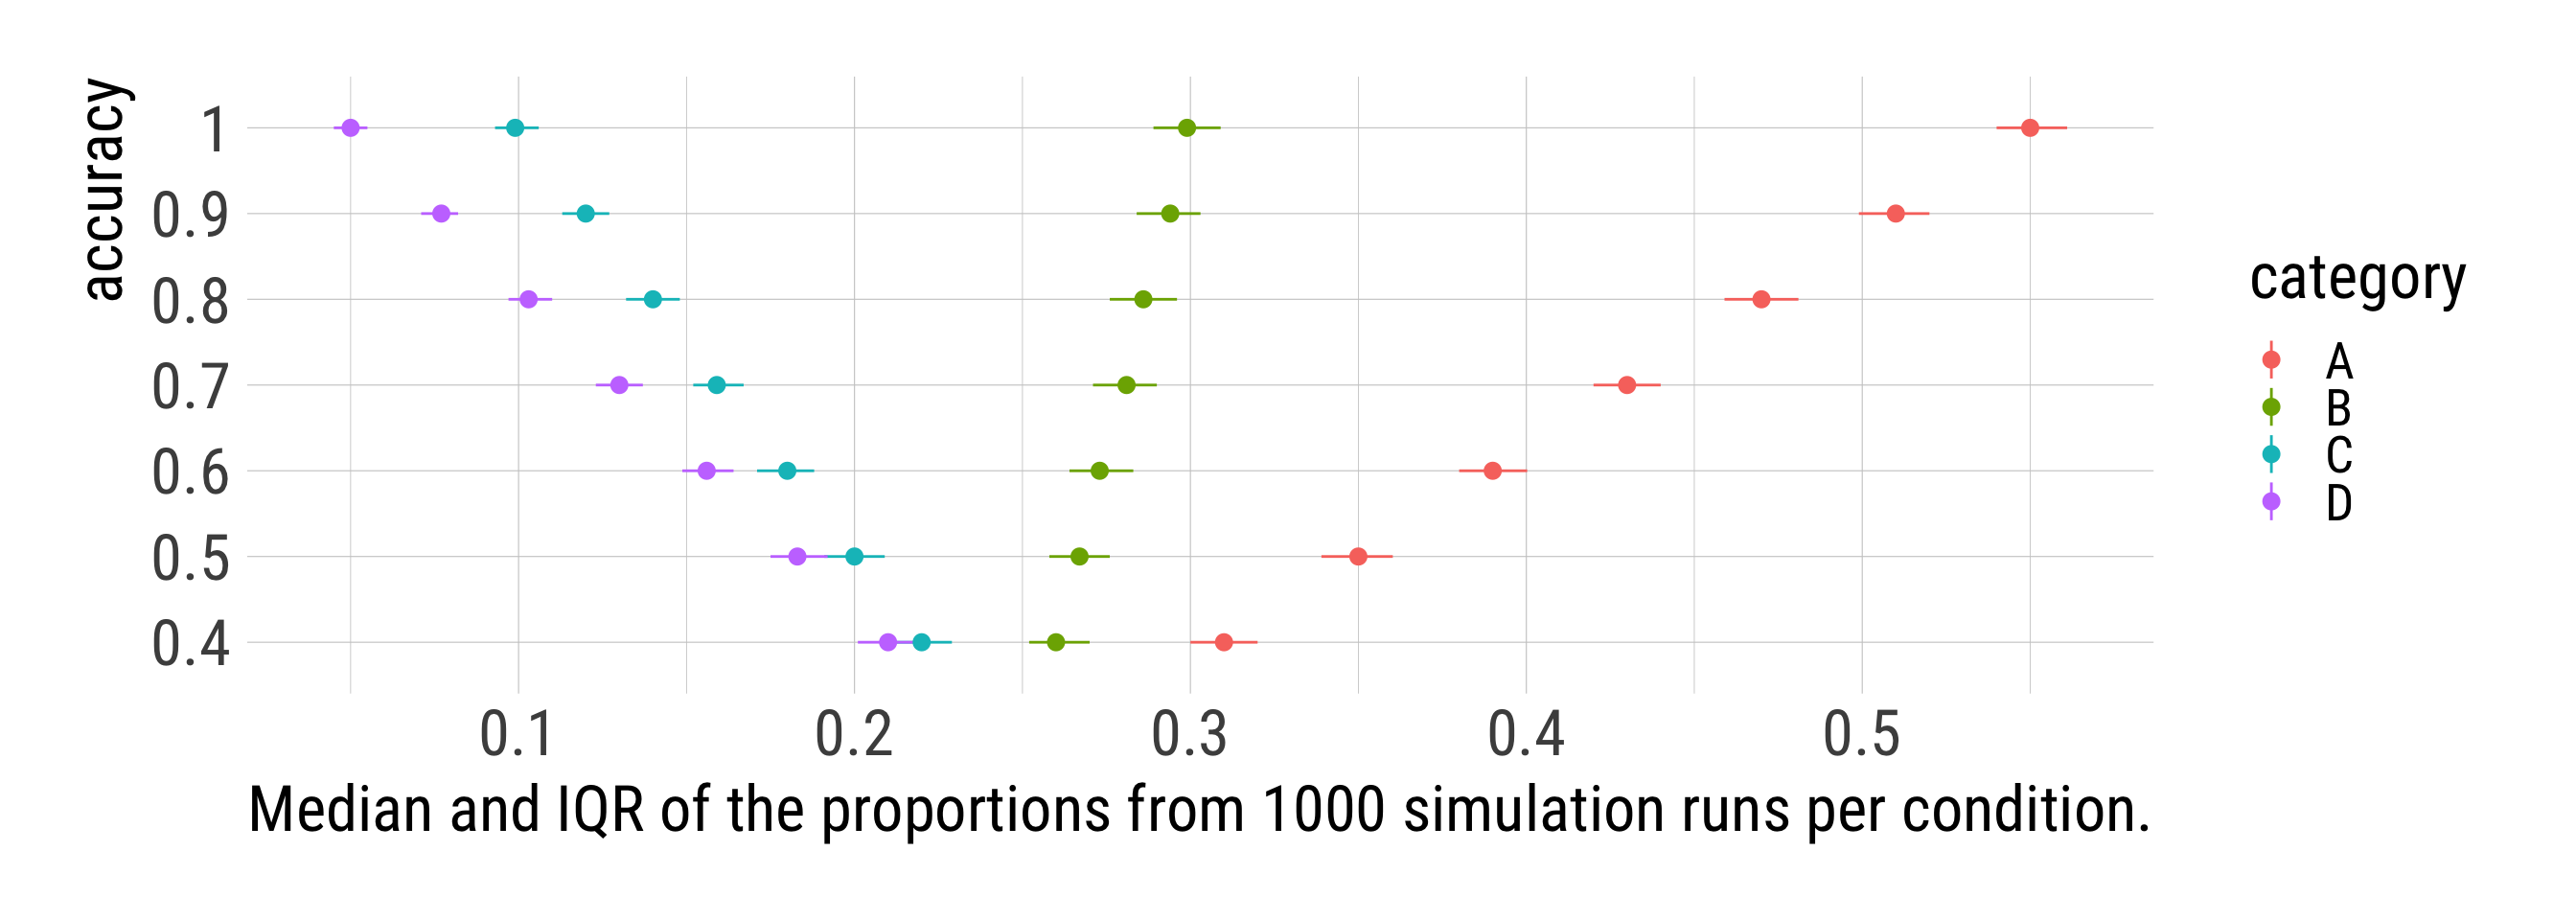 accuracy
1
0.9
0.8
0.7
0.6
0.5
0.4
0.1 0.2 0.3 0.4 0.5
Median and IQR of the proportions from 1000 simulation runs per condition.
category
A
B
C
D